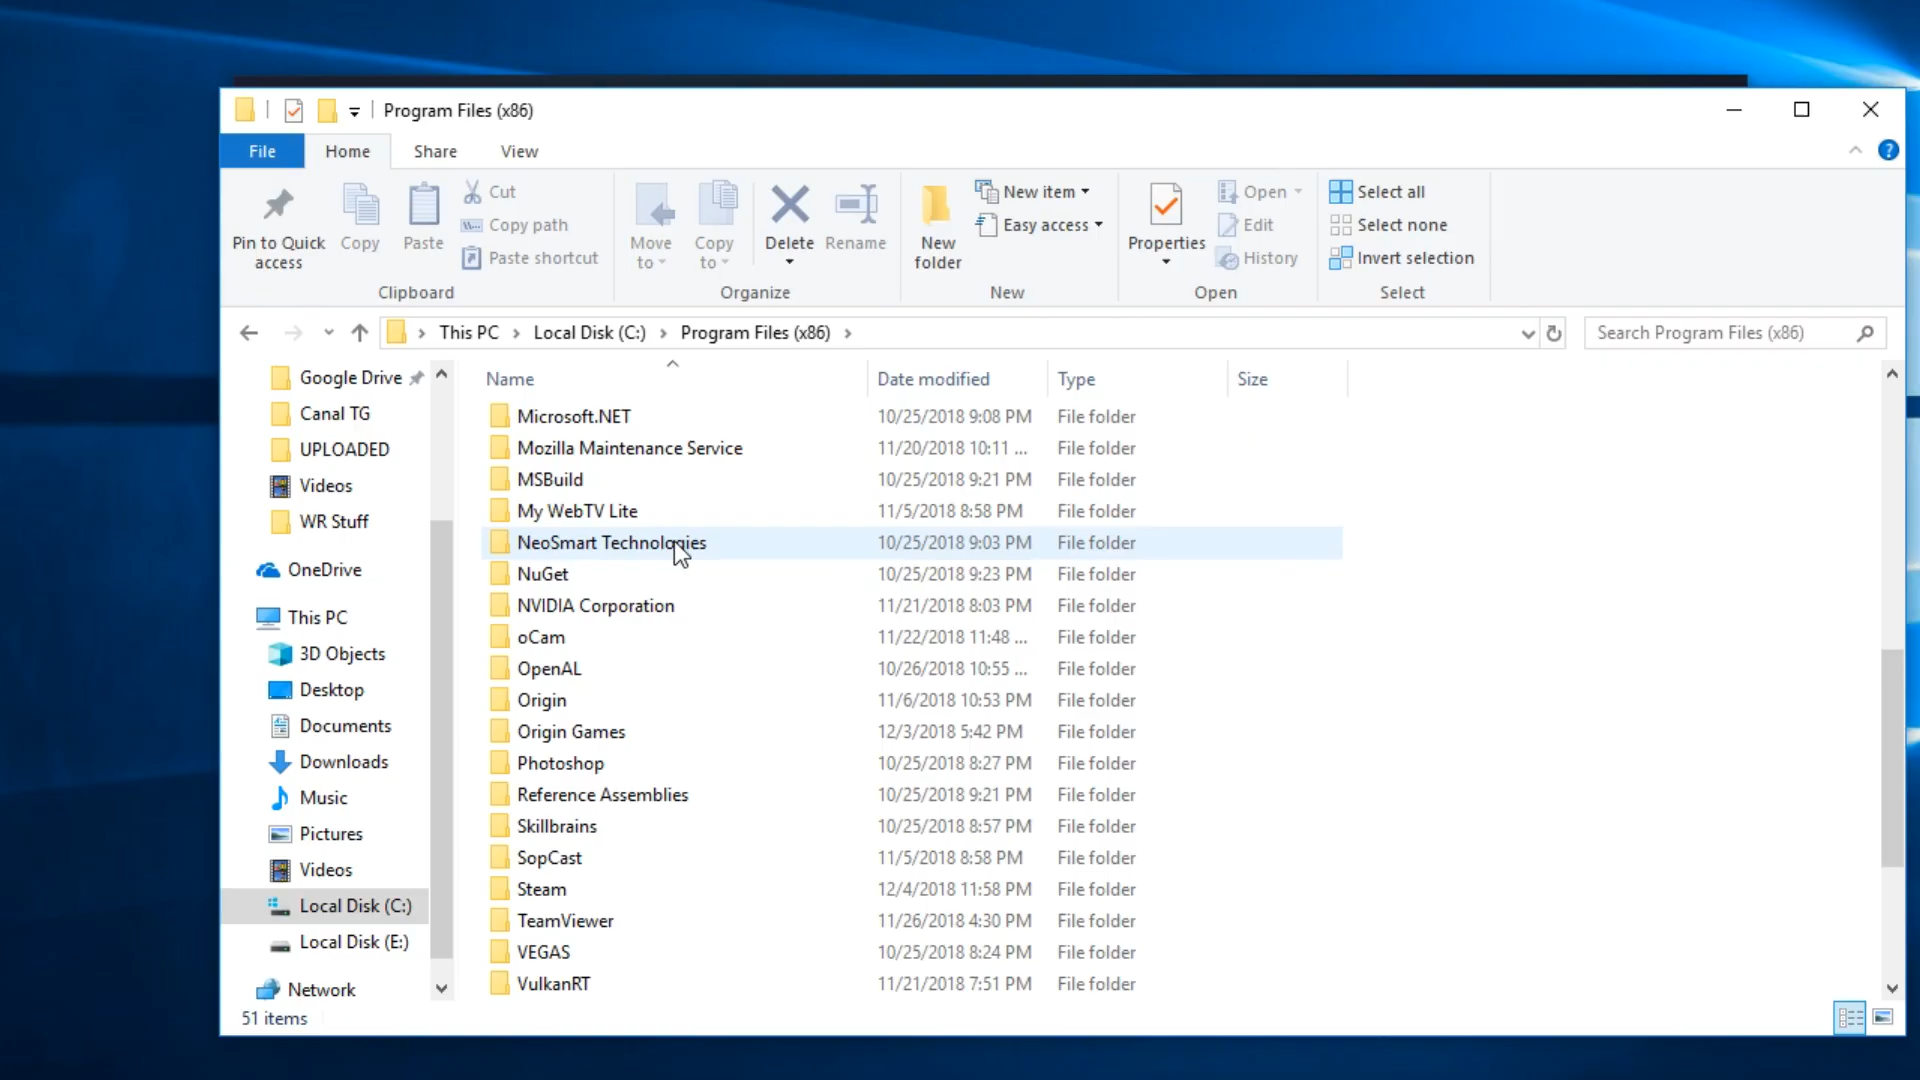 Program Files (x86)
File Home Share View
Pin to Quick access
Copy
Paste
Cut
Copy path
Paste shortcut
Clipboard
Move to
Copy to
Delete
Rename
Organize
New folder
New item
Easy access
New
Properties
Open
Edit
History
Open
Select all
Select none
Invert selection
Select
This PC Local Disk (C:) Program Files (x86)
Search Program Files (x86)
Google Drive
Canal TG
UPLOADED
Videos
WR Stuff
OneDrive
This PC
3D Objects
Desktop
Documents
Downloads
Music
Pictures
Videos
Local Disk (C:)
Local Disk (E:)
Network
Name Date modified Type Size
Microsoft.NET 10/25/2018 9:08 PM File folder
Mozilla Maintenance Service 11/20/2018 10:11 ... File folder
MSBuild 10/25/2018 9:21 PM File folder
My WebTV Lite 11/5/2018 8:58 PM File folder
NeoSmart Technologies 10/25/2018 9:03 PM File folder
NuGet 10/25/2018 9:23 PM File folder
NVIDIA Corporation 11/21/2018 8:03 PM File folder
oCam 11/22/2018 11:48 ... File folder
OpenAL 10/26/2018 10:55 ... File folder
Origin 11/6/2018 10:53 PM File folder
Origin Games 12/3/2018 5:42 PM File folder
Photoshop 10/25/2018 8:27 PM File folder
Reference Assemblies 10/25/2018 9:21 PM File folder
Skillbrains 10/25/2018 8:57 PM File folder
SopCast 11/5/2018 8:58 PM File folder
Steam 12/4/2018 11:58 PM File folder
TeamViewer 11/26/2018 4:30 PM File folder
VEGAS 10/25/2018 8:24 PM File folder
VulkanRT 11/21/2018 7:51 PM File folder
51 items